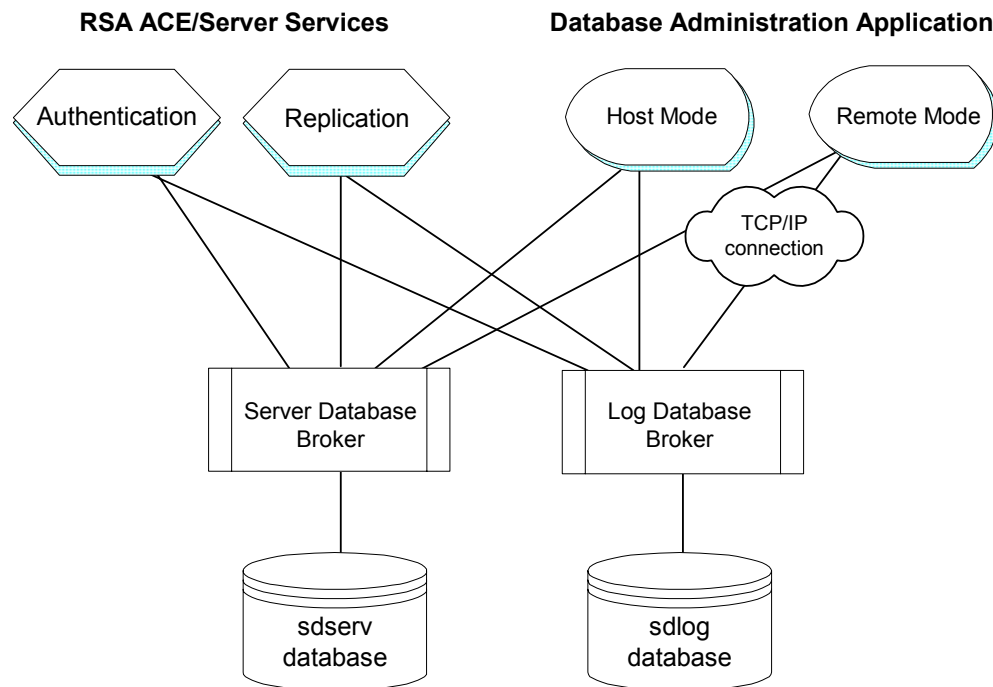 RSA ACE/Server Services
Database Administration Application
Authentication
Replication
Host Mode
Remote Mode
TCP/IP
connection
Server Database
Broker
Log Database
Broker
sdserv
database
sdlog
database